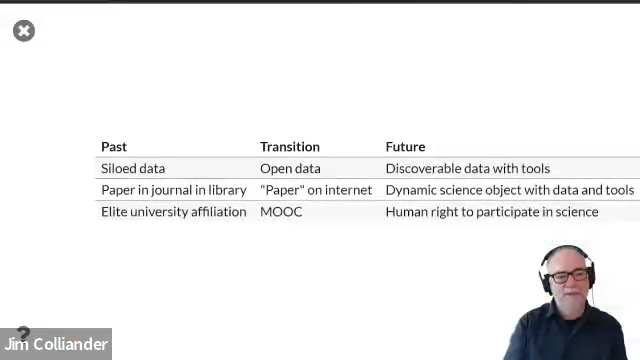 Past Transition Future
Siloed data Open data Discoverable data with tools
Paper in journal in library "Paper" on internet Dynamic science object with data and tools
Elite university affiliation MOOC Human right to participate in science
?
Jim Colliander